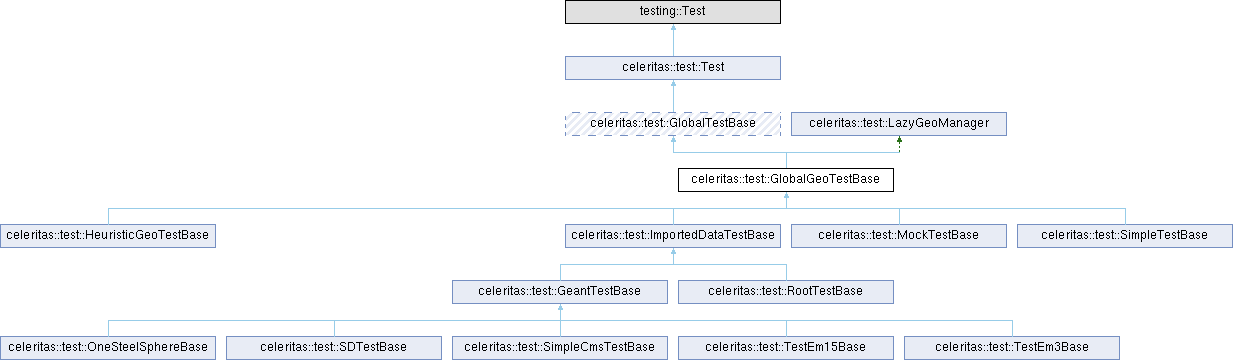 testing::Test
celeritas::test::Test
celeritas::test::GlobalTestBase
celeritas::test::LazyGeoManager
celeritas::test::GlobalGeoTestBase
celeritas::test::HeuristicGeoTestBase
celeritas::test::ImportedDataTestBase
celeritas::test::MockTestBase
celeritas::test::SimpleTestBase
celeritas::test::GeantTestBase
celeritas::test::RootTestBase
celeritas::test::OneSteelSphereBase
celeritas::test::SDTestBase
celeritas::test::SimpleCmsTestBase
celeritas::test::TestEm15Base
celeritas::test::TestEm3Base